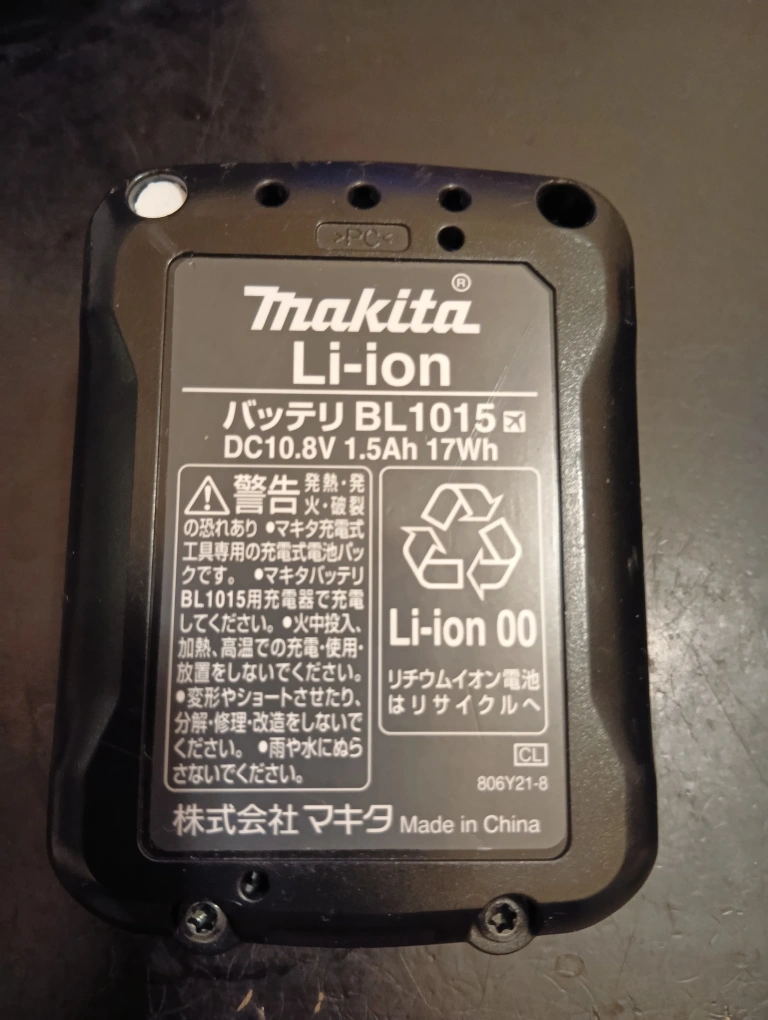 >PC<
makita®
Li-ion
バッテリ BL1015
DC10.8V 1.5Ah 17Wh
警告 発熱・発
火・破裂
の恐れあり ●マキタ充電式
工具専用の充電式電池パッ
クです。 ●マキタバッテリ
BL1015用充電器で充電
してください。●火中投入、
加熱、高温での充電・使用・
放置をしないでください。
●変形やショートさせたり、
分解・修理・改造をしないで
ください。 ●雨や水にぬら
さないでください。
Li-ion 00
リチウムイオン電池
はリサイクルへ
CL
806Y21-8
株式会社マキタ Made in China